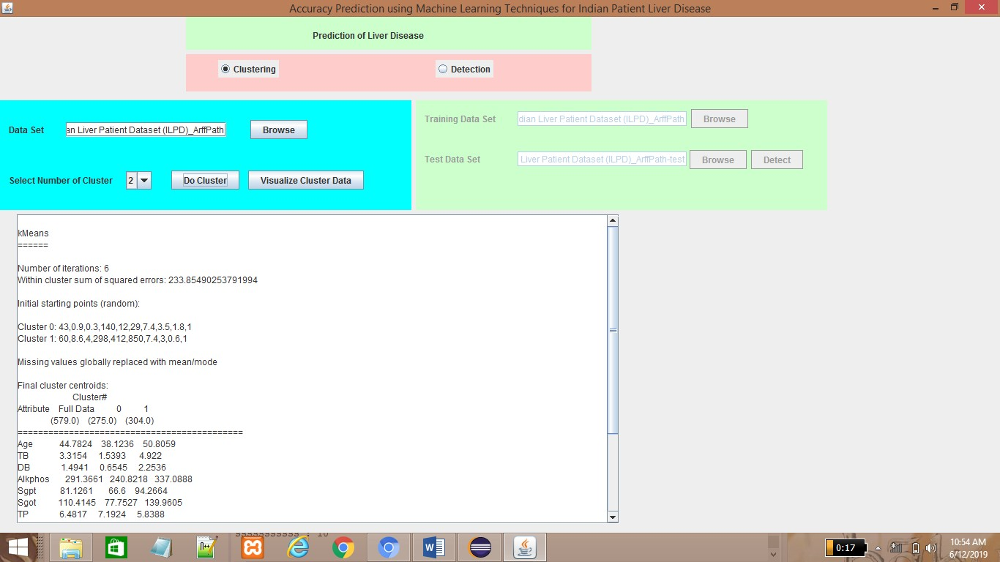 Accuracy Prediction using Machine Learning Techniques for Indian Patient Liver Disease
Prediction of Liver Disease
Clustering Detection
Data Set an Liver Patient Dataset (ILPD)_ArffPath Browse
Select Number of Cluster 2 Do Cluster Visualize Cluster Data
Training Data Set dian Liver Patient Dataset (ILPD)_ArffPath Browse
Test Data Set Liver Patient Dataset (ILPD)_ArffPath-test Browse Detect
kMeans
======
Number of iterations: 6
Within cluster sum of squared errors: 233.85490253791994
Initial starting points (random):
Cluster 0: 43,0.9,0.3,140,12,29,7.4,3.5,1.8,1
Cluster 1: 60,8.6,4,298,412,850,7.4,3,0.6,1
Missing values globally replaced with mean/mode
Final cluster centroids:
Cluster#
Attribute Full Data 0 1
(579.0) (275.0) (304.0)
============================================
Age 44.7824 38.1236 50.8059
TB 3.3154 1.5393 4.922
DB 1.4941 0.6545 2.2536
Alkphos 291.3661 240.8218 337.0888
Sgpt 81.1261 66.6 94.2664
Sgot 110.4145 77.7527 139.9605
TP 6.4817 7.1924 5.8388
0:17 10:54 AM
6/12/2019